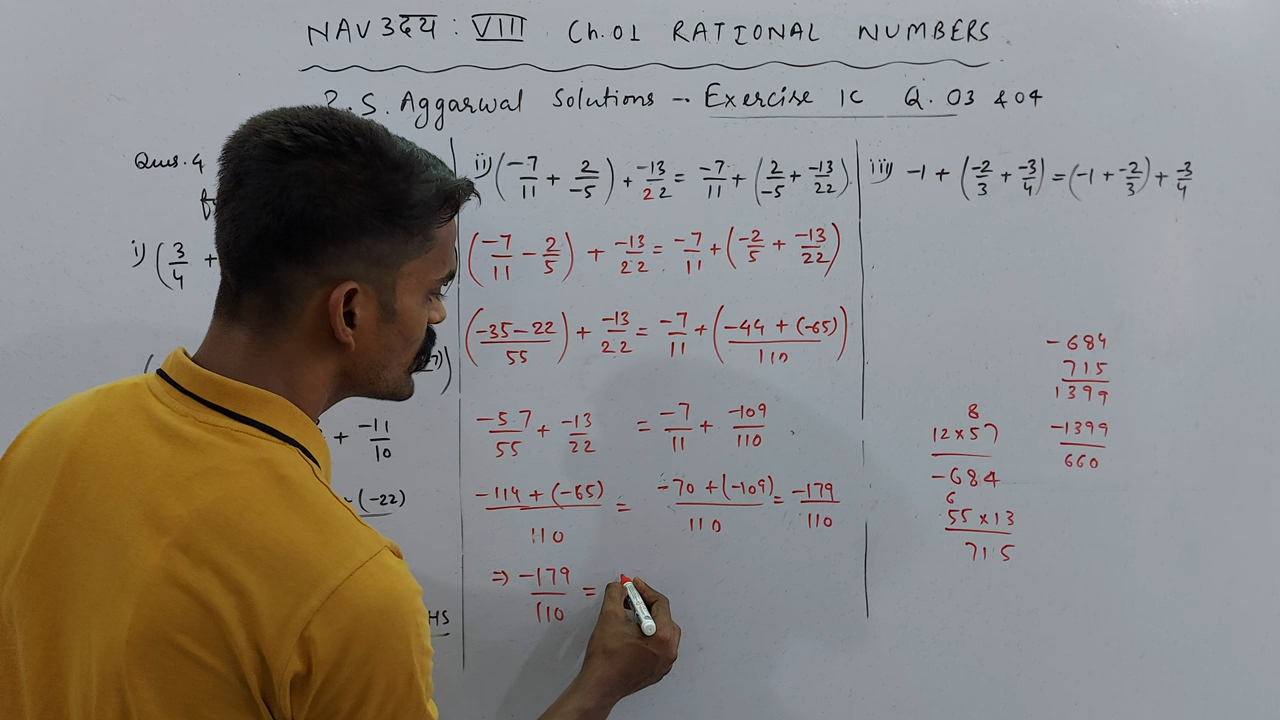 NAV उदय : VIII Ch.01 RATIONAL NUMBERS
R.S. Aggarwal Solutions - Exercise 1C Q. 03 & 04
Qus. 4
i) (3/4 +
+ -11/10
(-22)
HS
ii) (-7/11 + 2/-5) + -13/22 = -7/11 + (2/-5 + -13/22)
(-7/11 - 2/5) + -13/22 = -7/11 + (-2/5 + -13/22)
(-35-22/55) + -13/22 = -7/11 + (-44 + (-65)/110)
-57/55 + -13/22 = -7/11 + -109/110
-114 + (-65)/110 = -70 + (-109)/110 = -179/110
⇒ -179/110 =
iii) -1 + (-2/3 + -3/4) = (-1 + -2/3) + -3/4
8
12×57
-684
6
55×13
715
-684
715
1399
-1399
660